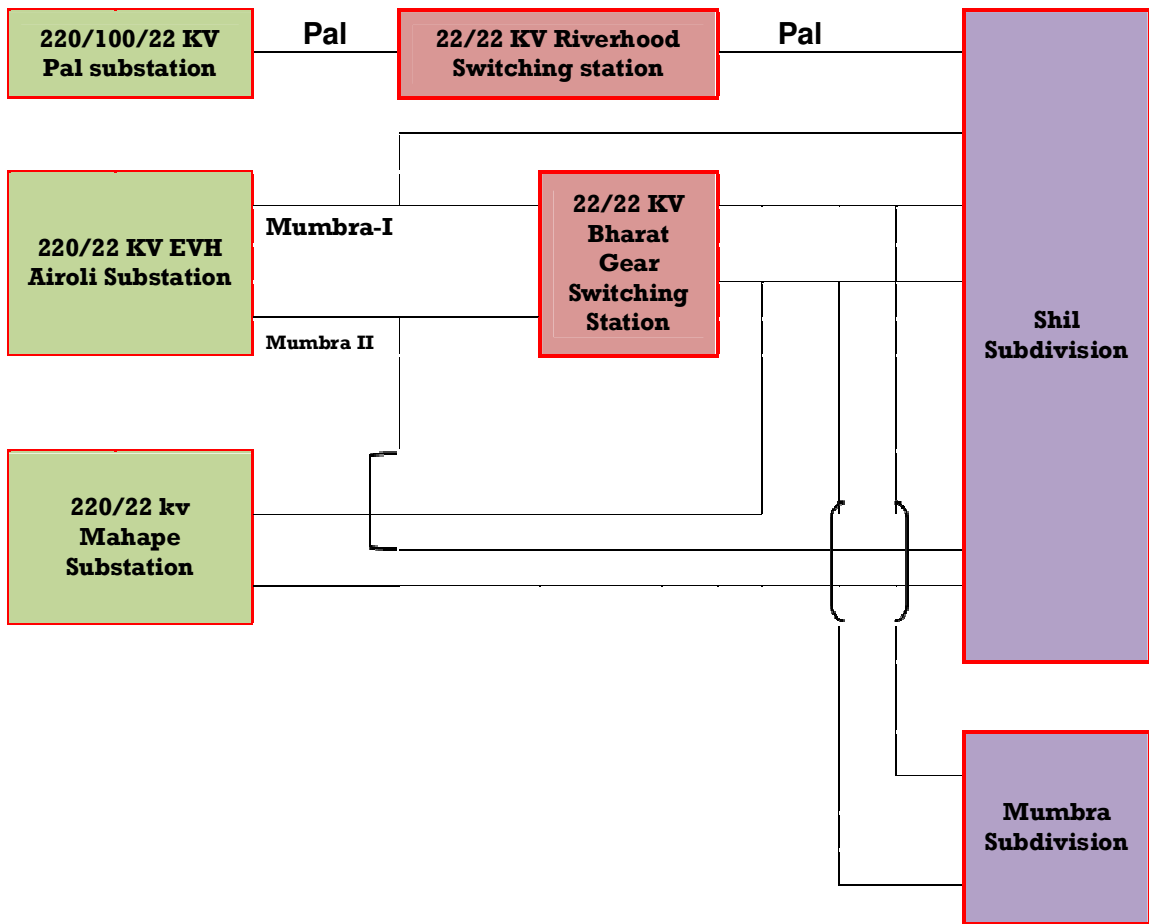 220/100/22 KV
Pal substation
Pal
22/22 KV Riverhood
Switching station
Pal
220/22 KV EVH
Airoli Substation
Mumbra-I
Mumbra II
22/22 KV
Bharat
Gear
Switching
Station
Shil
Subdivision
220/22 kv
Mahape
Substation
Mumbra
Subdivision